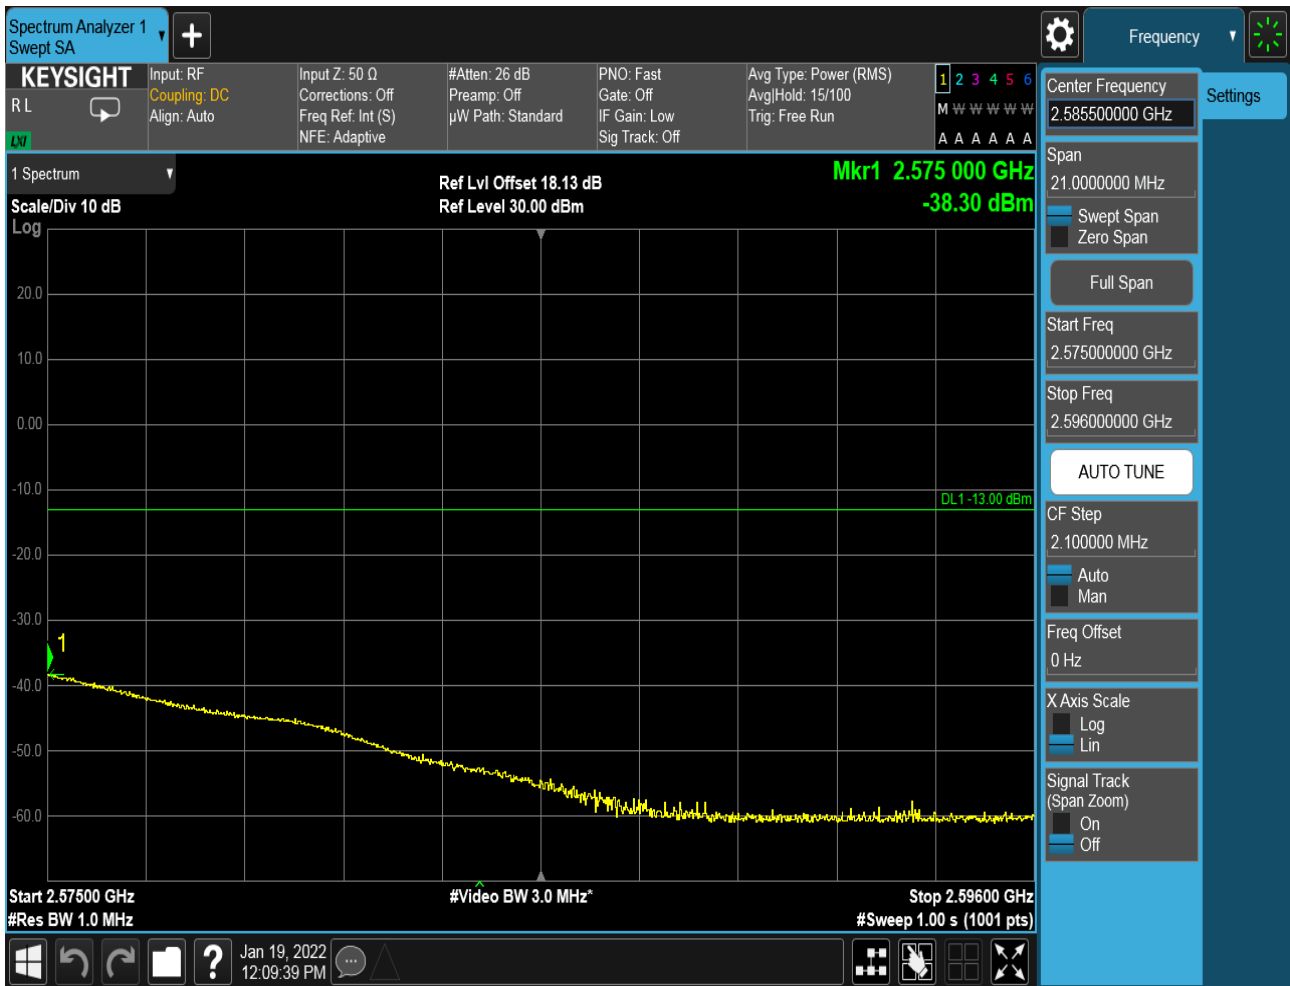 Spectrum Analyzer 1
Swept SA
Frequency
KEYSIGHT
R L
LXI
Input: RF
Coupling: DC
Align: Auto
Input Z: 50 Ω
Corrections: Off
Freq Ref: Int (S)
NFE: Adaptive
#Atten: 26 dB
Preamp: Off
µW Path: Standard
PNO: Fast
Gate: Off
IF Gain: Low
Sig Track: Off
Avg Type: Power (RMS)
Avg|Hold: 15/100
Trig: Free Run
1 2 3 4 5 6
M W W W W W
A A A A A A
1 Spectrum
Scale/Div 10 dB
Log
Ref Lvl Offset 18.13 dB
Ref Level 30.00 dBm
Mkr1 2.575 000 GHz
-38.30 dBm
20.0
10.0
0.00
-10.0
DL1 -13.00 dBm
-20.0
-30.0
1
-40.0
-50.0
-60.0
Start 2.57500 GHz
#Res BW 1.0 MHz
#Video BW 3.0 MHz*
Stop 2.59600 GHz
#Sweep 1.00 s (1001 pts)
Center Frequency
2.585500000 GHz
Settings
Span
21.0000000 MHz
Swept Span
Zero Span
Full Span
Start Freq
2.575000000 GHz
Stop Freq
2.596000000 GHz
AUTO TUNE
CF Step
2.100000 MHz
Auto
Man
Freq Offset
0 Hz
X Axis Scale
Log
Lin
Signal Track
(Span Zoom)
On
Off
?
Jan 19, 2022
12:09:39 PM